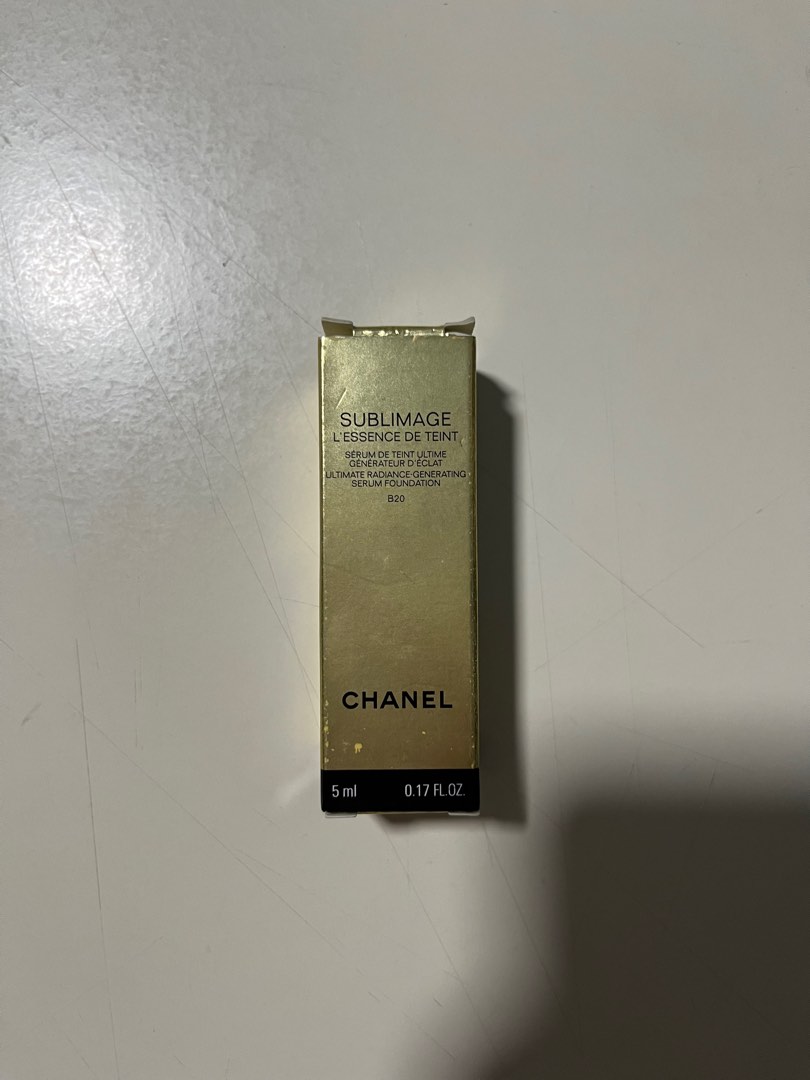 SUBLIMAGE
L'ESSENCE DE TEINT
SÉRUM DE TEINT ULTIME
GÉNÉRATEUR D'ÉCLAT
ULTIMATE RADIANCE-GENERATING
SERUM FOUNDATION
B20
CHANEL
5 ml 0.17 FL.OZ.